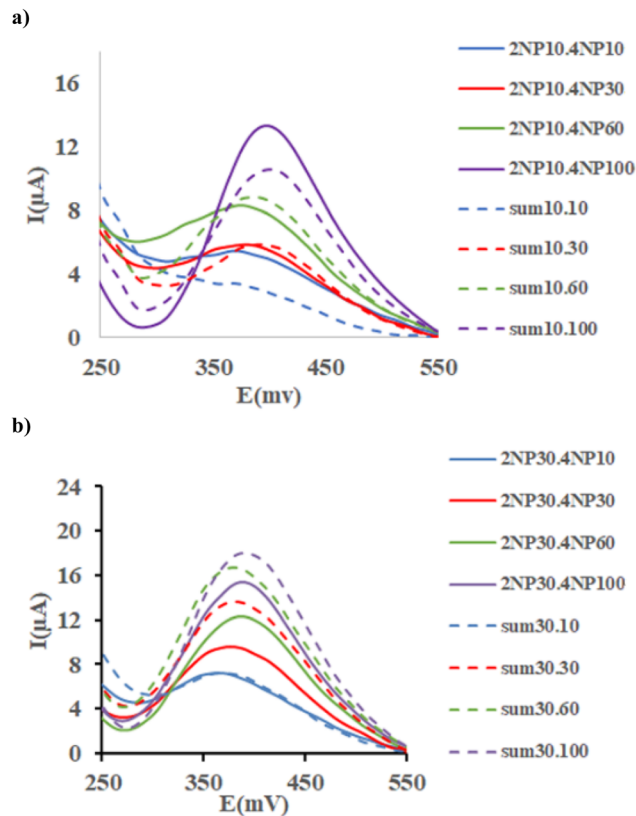 a)
2NP10.4NP10
2NP10.4NP30
2NP10.4NP60
2NP10.4NP100
sum10.10
sum10.30
sum10.60
sum10.100
16
12
8
4
0
I(µA)
250
350
450
550
E(mv)
b)
2NP30.4NP10
2NP30.4NP30
2NP30.4NP60
2NP30.4NP100
sum30.10
sum30.30
sum30.60
sum30.100
24
20
16
12
8
4
0
I(µA)
250
350
450
550
E(mV)